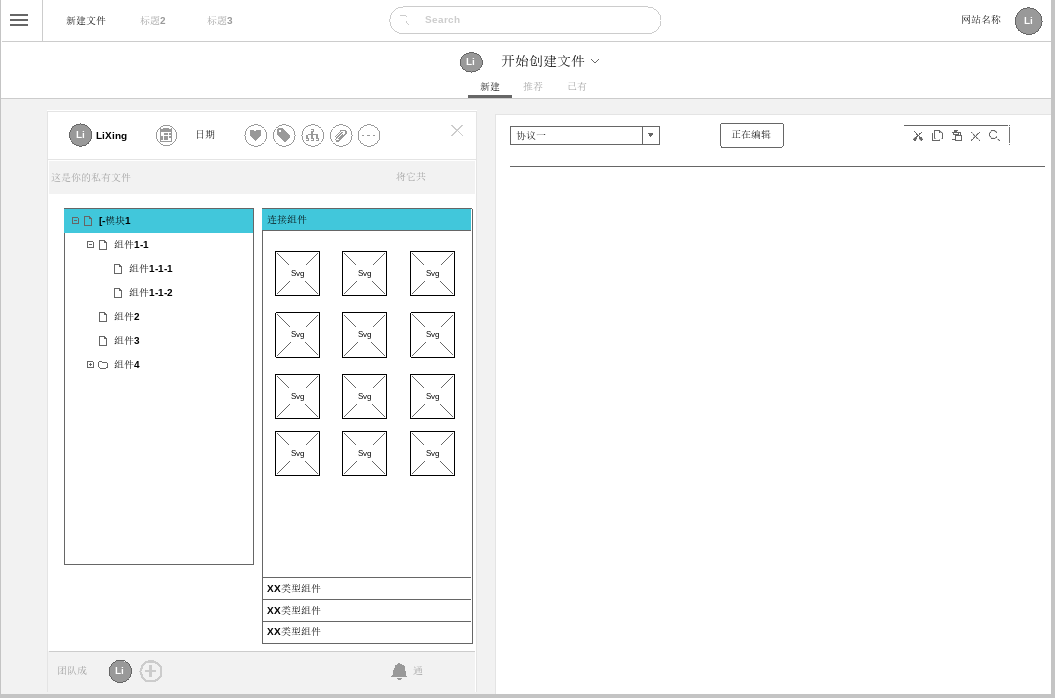 新建文件 标题2 标题3 Search 网站名称 Li
Li 开始创建文件
新建 推荐 已有
Li LiXing 日期
这是你的私有文件 将它共
[-模块1
组件1-1
组件1-1-1
组件1-1-2
组件2
组件3
组件4
连接组件
Svg Svg Svg
Svg Svg Svg
Svg Svg Svg
Svg Svg Svg
XX类型组件
XX类型组件
XX类型组件
团队成 Li 通
协议一 正在编辑